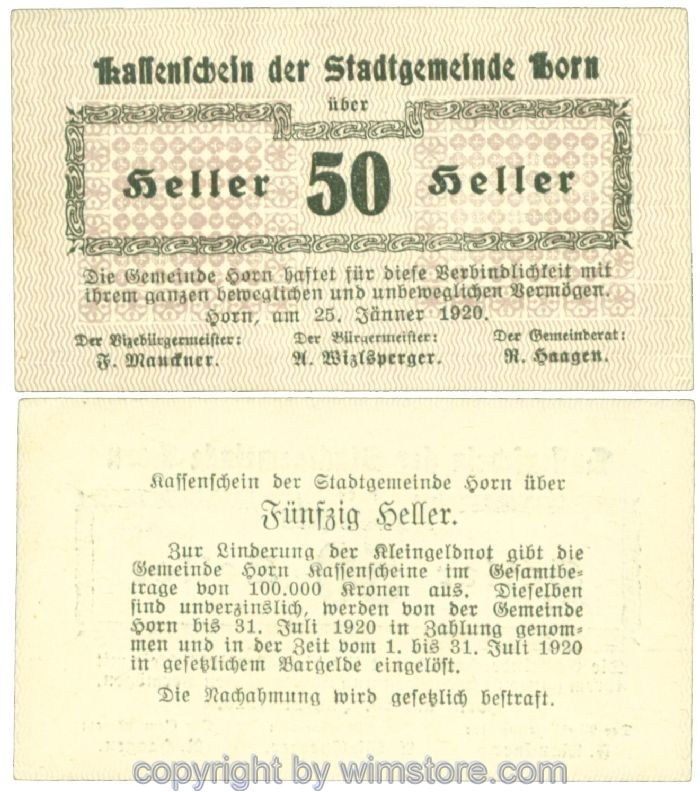 Kassenschein der Stadtgemeinde Horn
über
Heller 50 Heller
Die Gemeinde Horn haftet für diese Verbindlichkeit mit
ihrem ganzen beweglichen und unbeweglichen Vermögen.
Horn, am 25. Jänner 1920.
Der Vizebürgermeister: Der Bürgermeister: Der Gemeinderat:
F. Mauckner. A. Wizlsperger. R. Haagen.
Kassenschein der Stadtgemeinde Horn über
Fünfzig Heller.
Zur Linderung der Kleingeldnot gibt die
Gemeinde Horn Kassenscheine im Gesamtbe-
trage von 100.000 Kronen aus. Dieselben
sind unverzinslich, werden von der Gemeinde
Horn bis 31. Juli 1920 in Zahlung genom-
men und in der Zeit vom 1. bis 31. Juli 1920
in gesetzlichem Bargelde eingelöst.
Die Nachahmung wird gesetzlich bestraft.
copyright by wimstore.com